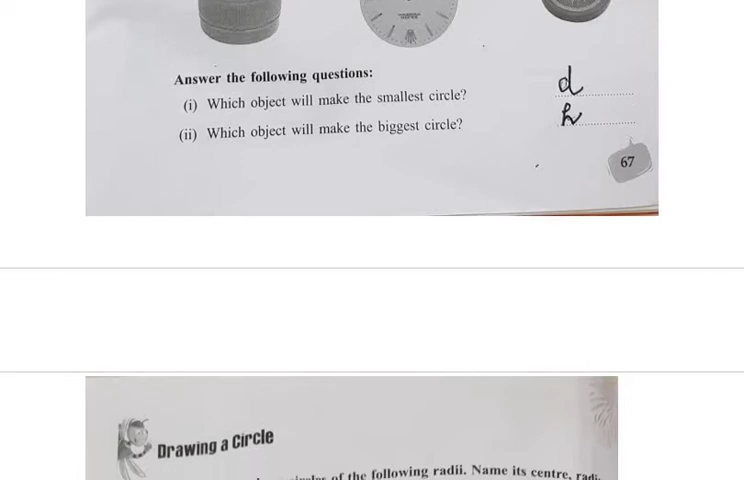 Answer the following questions:
(i) Which object will make the smallest circle? d
(ii) Which object will make the biggest circle? h
67
Drawing a Circle
of the following radii. Name its centre,